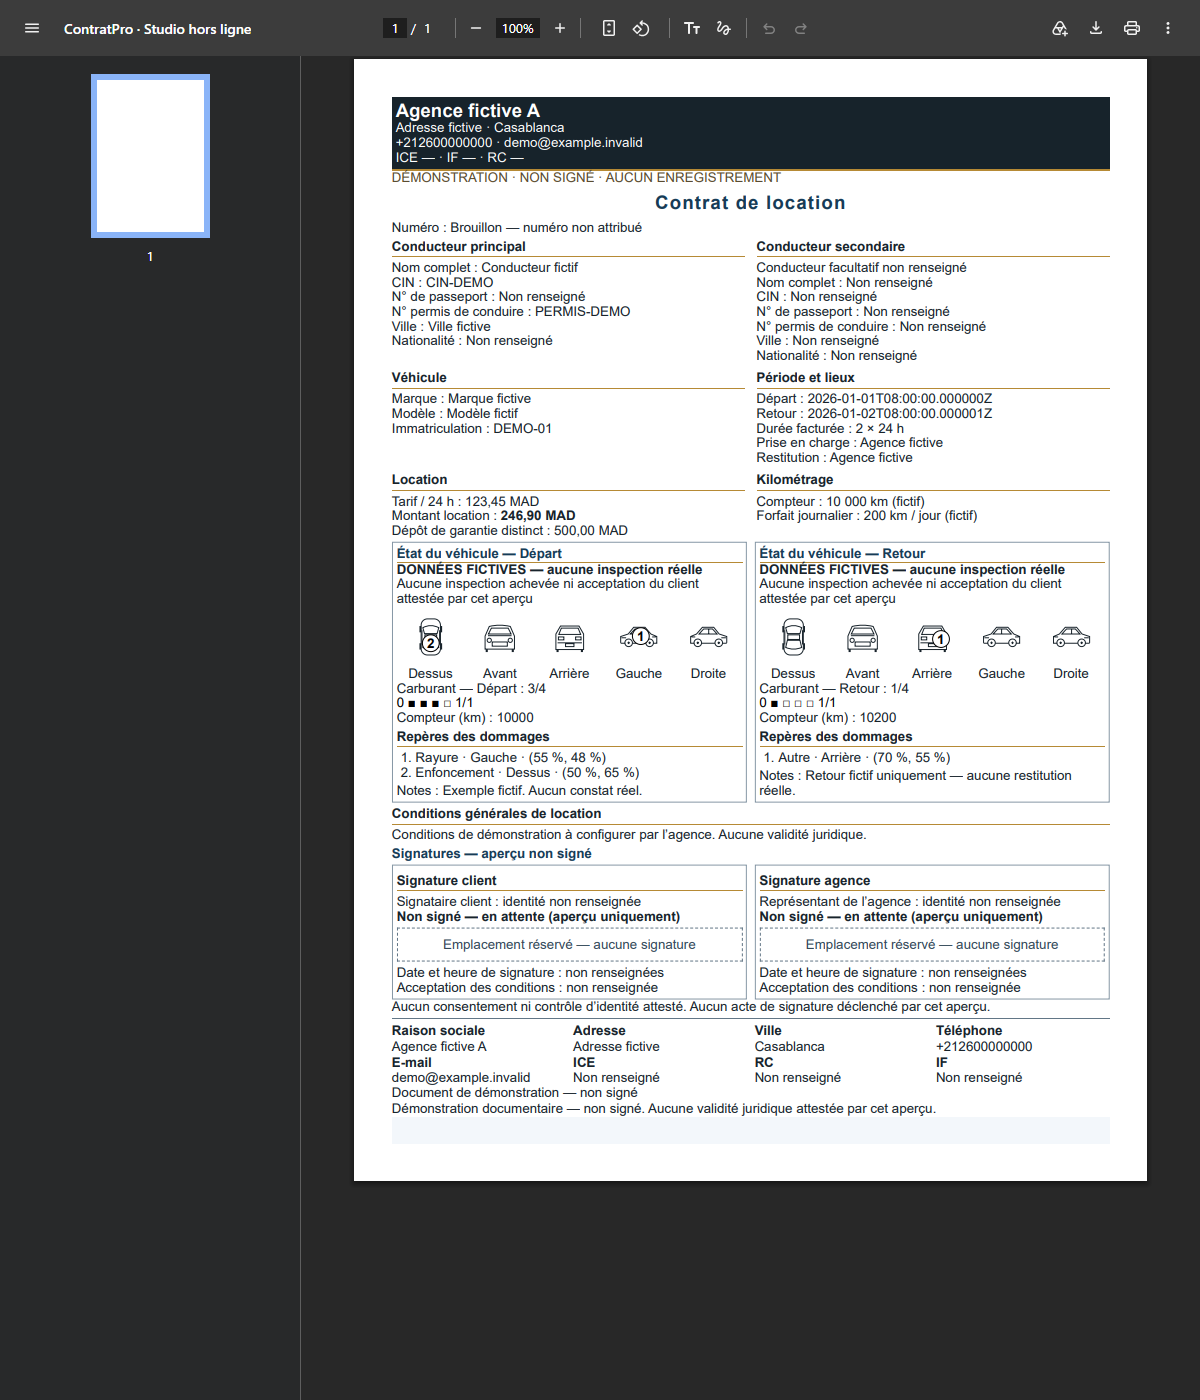 ContratPro · Studio hors ligne
1 / 1
100%
1
Agence fictive A
Adresse fictive · Casablanca
+212600000000 · demo@example.invalid
ICE — · IF — · RC —
DÉMONSTRATION · NON SIGNÉ · AUCUN ENREGISTREMENT
Contrat de location
Numéro : Brouillon — numéro non attribué
Conducteur principal
Nom complet : Conducteur fictif
CIN : CIN-DEMO
N° de passeport : Non renseigné
N° permis de conduire : PERMIS-DEMO
Ville : Ville fictive
Nationalité : Non renseigné
Conducteur secondaire
Conducteur facultatif non renseigné
Nom complet : Non renseigné
CIN : Non renseigné
N° de passeport : Non renseigné
N° permis de conduire : Non renseigné
Ville : Non renseigné
Nationalité : Non renseigné
Véhicule
Marque : Marque fictive
Modèle : Modèle fictif
Immatriculation : DEMO-01
Période et lieux
Départ : 2026-01-01T08:00:00.000000Z
Retour : 2026-01-02T08:00:00.000001Z
Durée facturée : 2 × 24 h
Prise en charge : Agence fictive
Restitution : Agence fictive
Location
Tarif / 24 h : 123,45 MAD
Montant location : 246,90 MAD
Dépôt de garantie distinct : 500,00 MAD
Kilométrage
Compteur : 10 000 km (fictif)
Forfait journalier : 200 km / jour (fictif)
État du véhicule — Départ
DONNÉES FICTIVES — aucune inspection réelle
Aucune inspection achevée ni acceptation du client
attestée par cet aperçu
2 1
Dessus Avant Arrière Gauche Droite
Carburant — Départ : 3/4
0 ■ ■ ■ □ 1/1
Compteur (km) : 10000
Repères des dommages
1. Rayure · Gauche · (55 %, 48 %)
2. Enfoncement · Dessus · (50 %, 65 %)
Notes : Exemple fictif. Aucun constat réel.
État du véhicule — Retour
DONNÉES FICTIVES — aucune inspection réelle
Aucune inspection achevée ni acceptation du client
attestée par cet aperçu
1
Dessus Avant Arrière Gauche Droite
Carburant — Retour : 1/4
0 ■ □ □ □ 1/1
Compteur (km) : 10200
Repères des dommages
1. Autre · Arrière · (70 %, 55 %)
Notes : Retour fictif uniquement — aucune restitution
réelle.
Conditions générales de location
Conditions de démonstration à configurer par l’agence. Aucune validité juridique.
Signatures — aperçu non signé
Signature client
Signataire client : identité non renseignée
Non signé — en attente (aperçu uniquement)
Emplacement réservé — aucune signature
Date et heure de signature : non renseignées
Acceptation des conditions : non renseignée
Signature agence
Représentant de l’agence : identité non renseignée
Non signé — en attente (aperçu uniquement)
Emplacement réservé — aucune signature
Date et heure de signature : non renseignées
Acceptation des conditions : non renseignée
Aucun consentement ni contrôle d’identité attesté. Aucun acte de signature déclenché par cet aperçu.
Raison sociale Adresse Ville Téléphone
Agence fictive A Adresse fictive Casablanca +212600000000
E-mail ICE RC IF
demo@example.invalid Non renseigné Non renseigné Non renseigné
Document de démonstration — non signé
Démonstration documentaire — non signé. Aucune validité juridique attestée par cet aperçu.